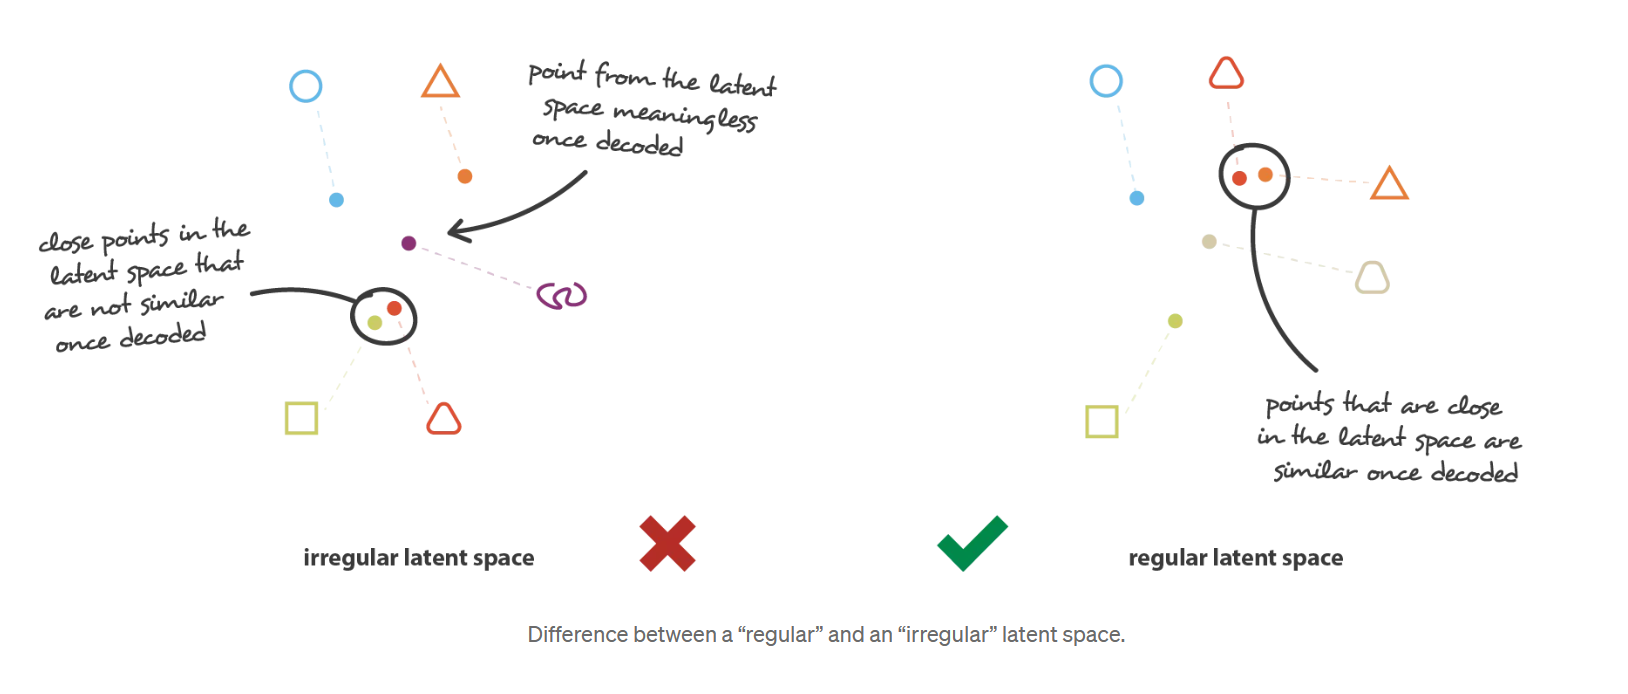 point from the latent
space meaningless
once decoded
close points in the
latent space that
are not similar
once decoded
points that are close
in the latent space are
similar once decoded
irregular latent space
regular latent space
Difference between a “regular” and an “irregular” latent space.